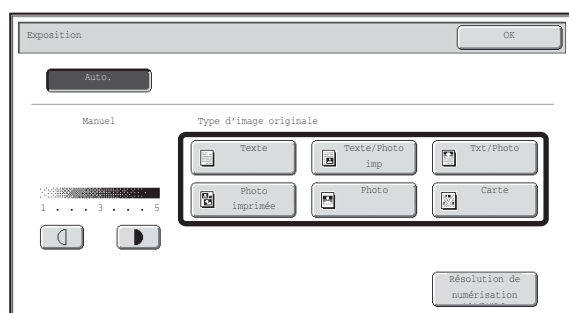 Exposition
OK
Auto.
Manuel
Type d'image originale
Texte
Texte/Photo
imp
Txt/Photo
Photo
imprimée
Photo
Carte
1 . . . 3 . . . 5
Résolution de
numérisation